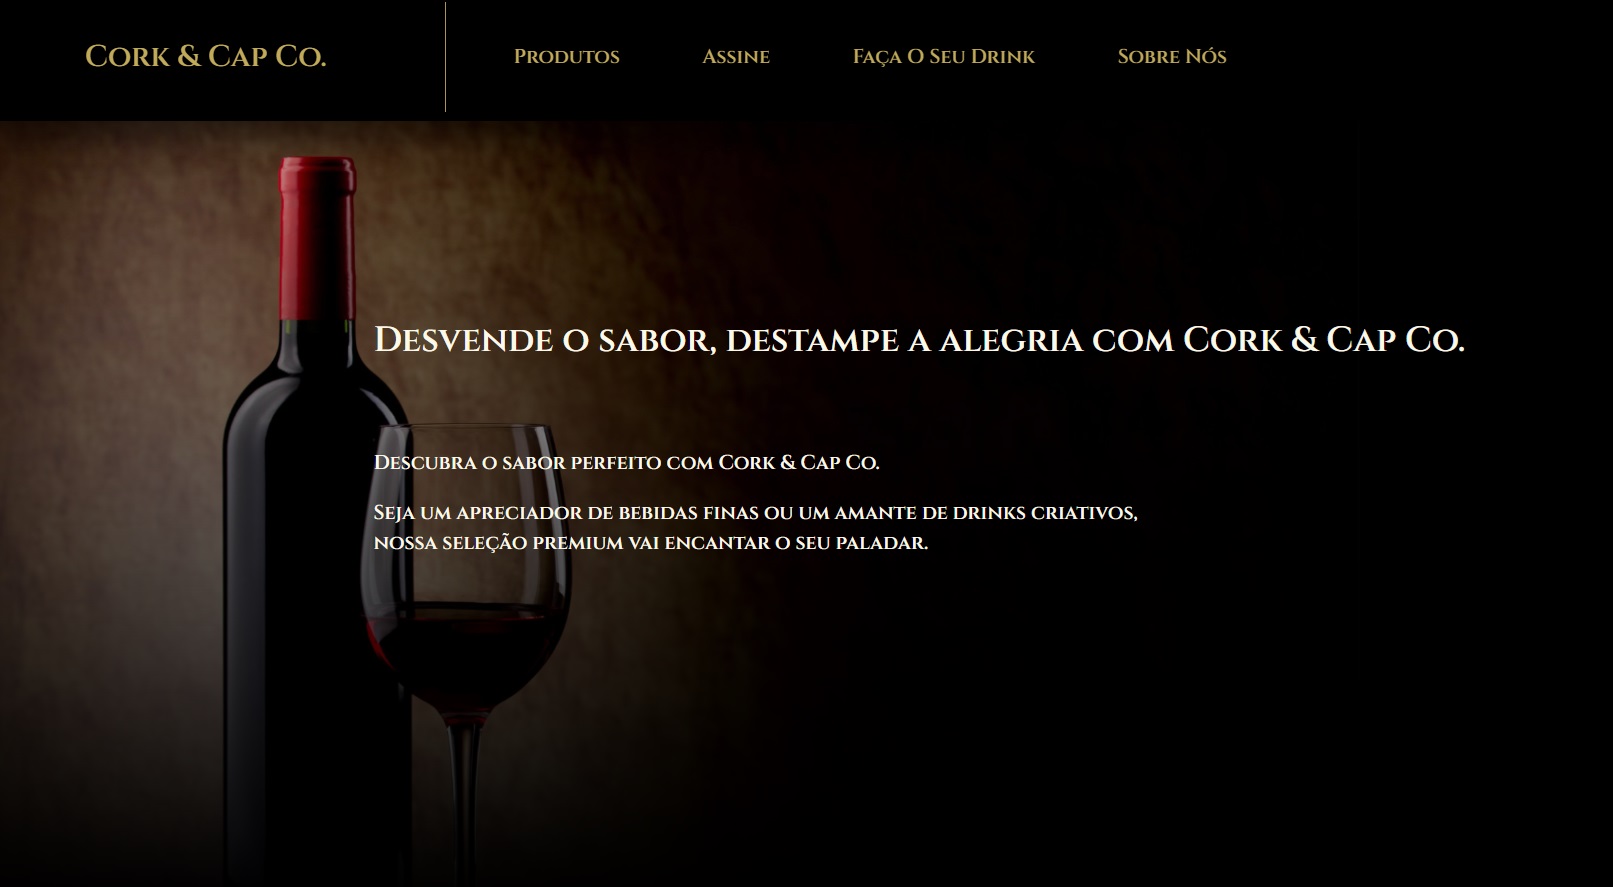 Cork & Cap Co.
Produtos
Assine
Faça O Seu Drink
Sobre Nós
Desvende o sabor, destampe a alegria com Cork & Cap Co.
Descubra o sabor perfeito com Cork & Cap Co.
Seja um apreciador de bebidas finas ou um amante de drinks criativos,
nossa seleção premium vai encantar o seu paladar.